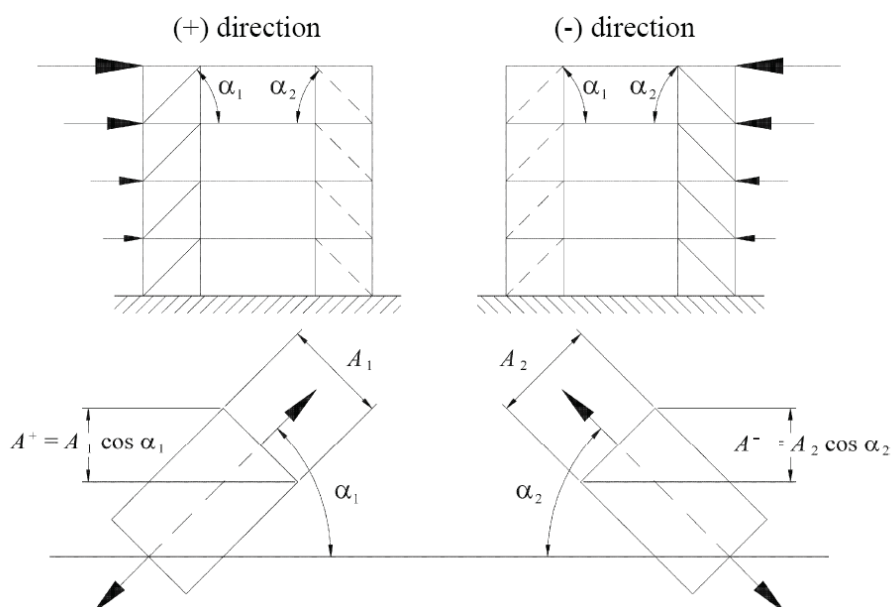 (+) direction
(-) direction
α₁ α₂
α₁ α₂
A₁
A₂
A⁺ = A cos α₁
A⁻ = A₂ cos α₂
α₁
α₂